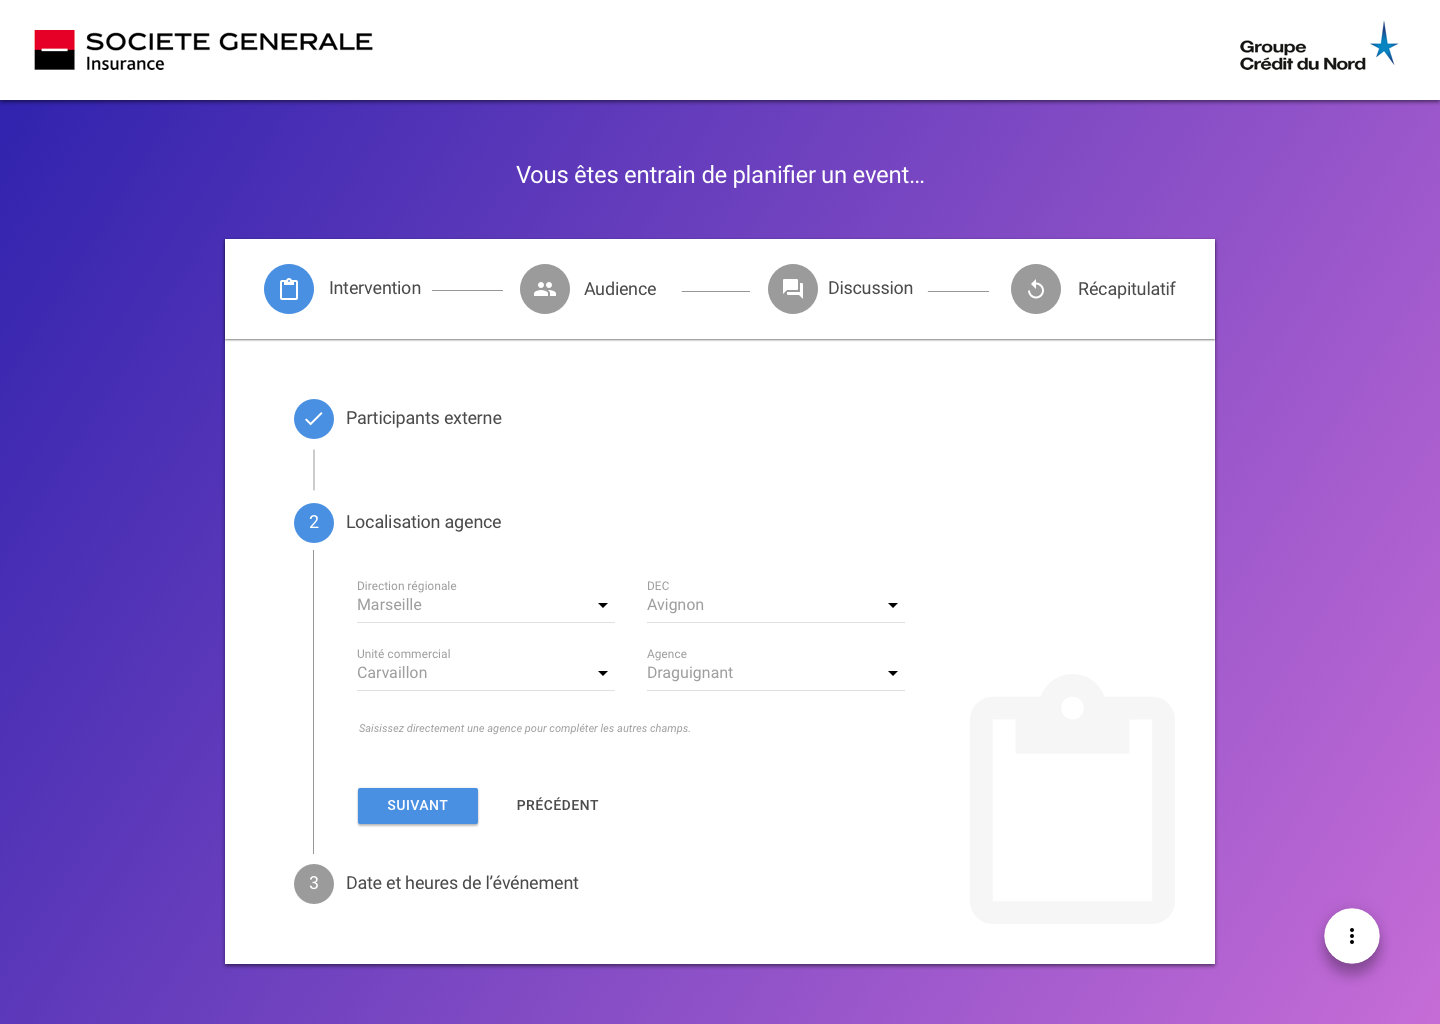 SOCIETE GENERALE
Insurance
Groupe
Crédit du Nord
Vous êtes entrain de planifier un event...
Intervention
Audience
Discussion
Récapitulatif
Participants externe
2
Localisation agence
Direction régionale
DEC
Marseille
Avignon
Unité commercial
Agence
Carvaillon
Draguignant
Saisissez directement une agence pour compléter les autres champs.
SUIVANT
PRÉCÉDENT
3
Date et heures de l’événement